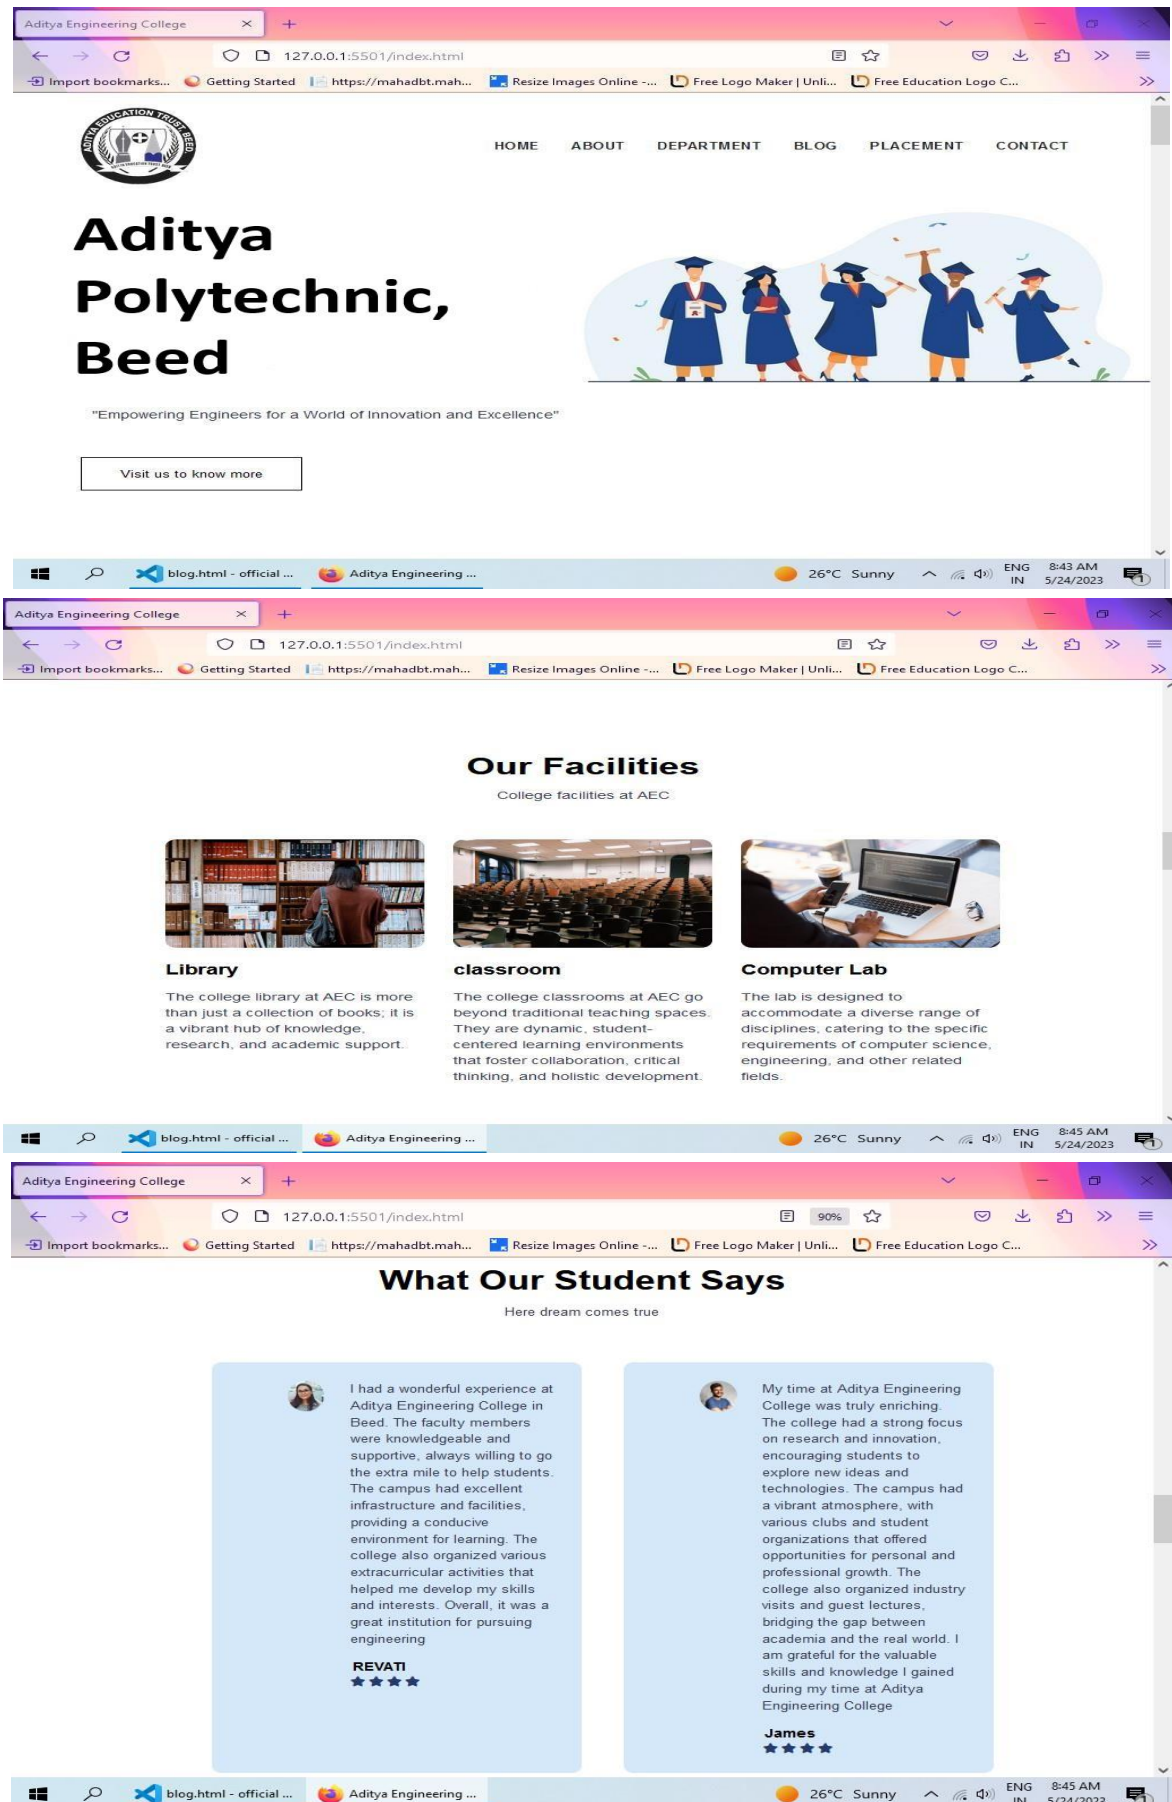 Aditya Engineering College
127.0.0.1:5501/index.html
Import bookmarks... Getting Started https://mahadbt.mah... Resize Images Online -... Free Logo Maker | Unli... Free Education Logo C...
ADITYA EDUCATION TRUST, BEED
HOME ABOUT DEPARTMENT BLOG PLACEMENT CONTACT
Aditya
Polytechnic,
Beed
"Empowering Engineers for a World of Innovation and Excellence"
Visit us to know more
blog.html - official ... Aditya Engineering ... 26°C Sunny ENG 8:43 AM
IN 5/24/2023
Aditya Engineering College
127.0.0.1:5501/index.html
Import bookmarks... Getting Started https://mahadbt.mah... Resize Images Online -... Free Logo Maker | Unli... Free Education Logo C...
Our Facilities
College facilities at AEC
Library
The college library at AEC is more
than just a collection of books; it is
a vibrant hub of knowledge,
research, and academic support.
classroom
The college classrooms at AEC go
beyond traditional teaching spaces.
They are dynamic, student-
centered learning environments
that foster collaboration, critical
thinking, and holistic development.
Computer Lab
The lab is designed to
accommodate a diverse range of
disciplines, catering to the specific
requirements of computer science,
engineering, and other related
fields.
blog.html - official ... Aditya Engineering ... 26°C Sunny ENG 8:45 AM
IN 5/24/2023
Aditya Engineering College
127.0.0.1:5501/index.html 90%
Import bookmarks... Getting Started https://mahadbt.mah... Resize Images Online -... Free Logo Maker | Unli... Free Education Logo C...
What Our Student Says
Here dream comes true
I had a wonderful experience at
Aditya Engineering College in
Beed. The faculty members
were knowledgeable and
supportive, always willing to go
the extra mile to help students.
The campus had excellent
infrastructure and facilities,
providing a conducive
environment for learning. The
college also organized various
extracurricular activities that
helped me develop my skills
and interests. Overall, it was a
great institution for pursuing
engineering
REVATI
My time at Aditya Engineering
College was truly enriching.
The college had a strong focus
on research and innovation,
encouraging students to
explore new ideas and
technologies. The campus had
a vibrant atmosphere, with
various clubs and student
organizations that offered
opportunities for personal and
professional growth. The
college also organized industry
visits and guest lectures,
bridging the gap between
academia and the real world. I
am grateful for the valuable
skills and knowledge I gained
during my time at Aditya
Engineering College
James
blog.html - official ... Aditya Engineering ... 26°C Sunny ENG 8:45 AM
IN 5/24/2023